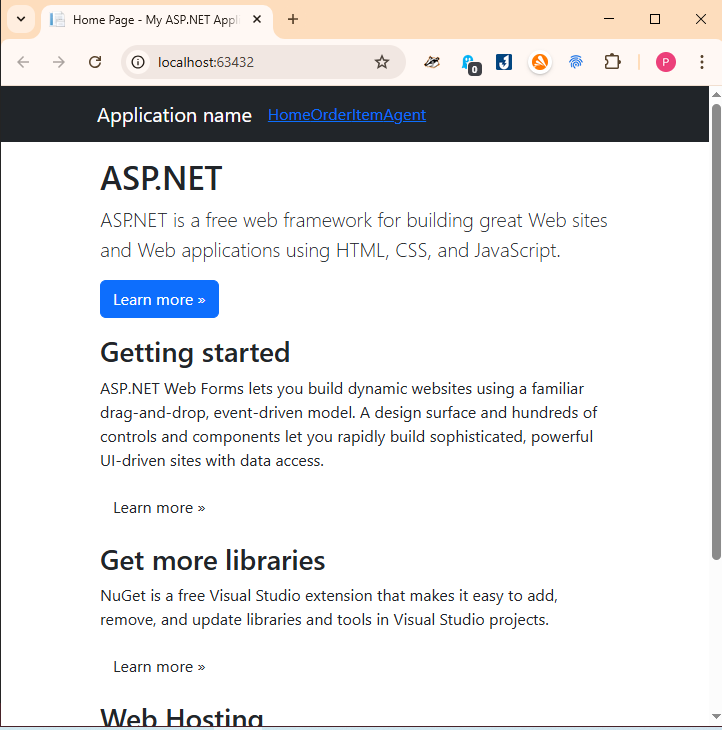 Home Page - My ASP.NET Appl
localhost:63432
0
P
Application name HomeOrderItemAgent
ASP.NET
ASP.NET is a free web framework for building great Web sites
and Web applications using HTML, CSS, and JavaScript.
Learn more »
Getting started
ASP.NET Web Forms lets you build dynamic websites using a familiar
drag-and-drop, event-driven model. A design surface and hundreds of
controls and components let you rapidly build sophisticated, powerful
UI-driven sites with data access.
Learn more »
Get more libraries
NuGet is a free Visual Studio extension that makes it easy to add,
remove, and update libraries and tools in Visual Studio projects.
Learn more »
Web Hosting